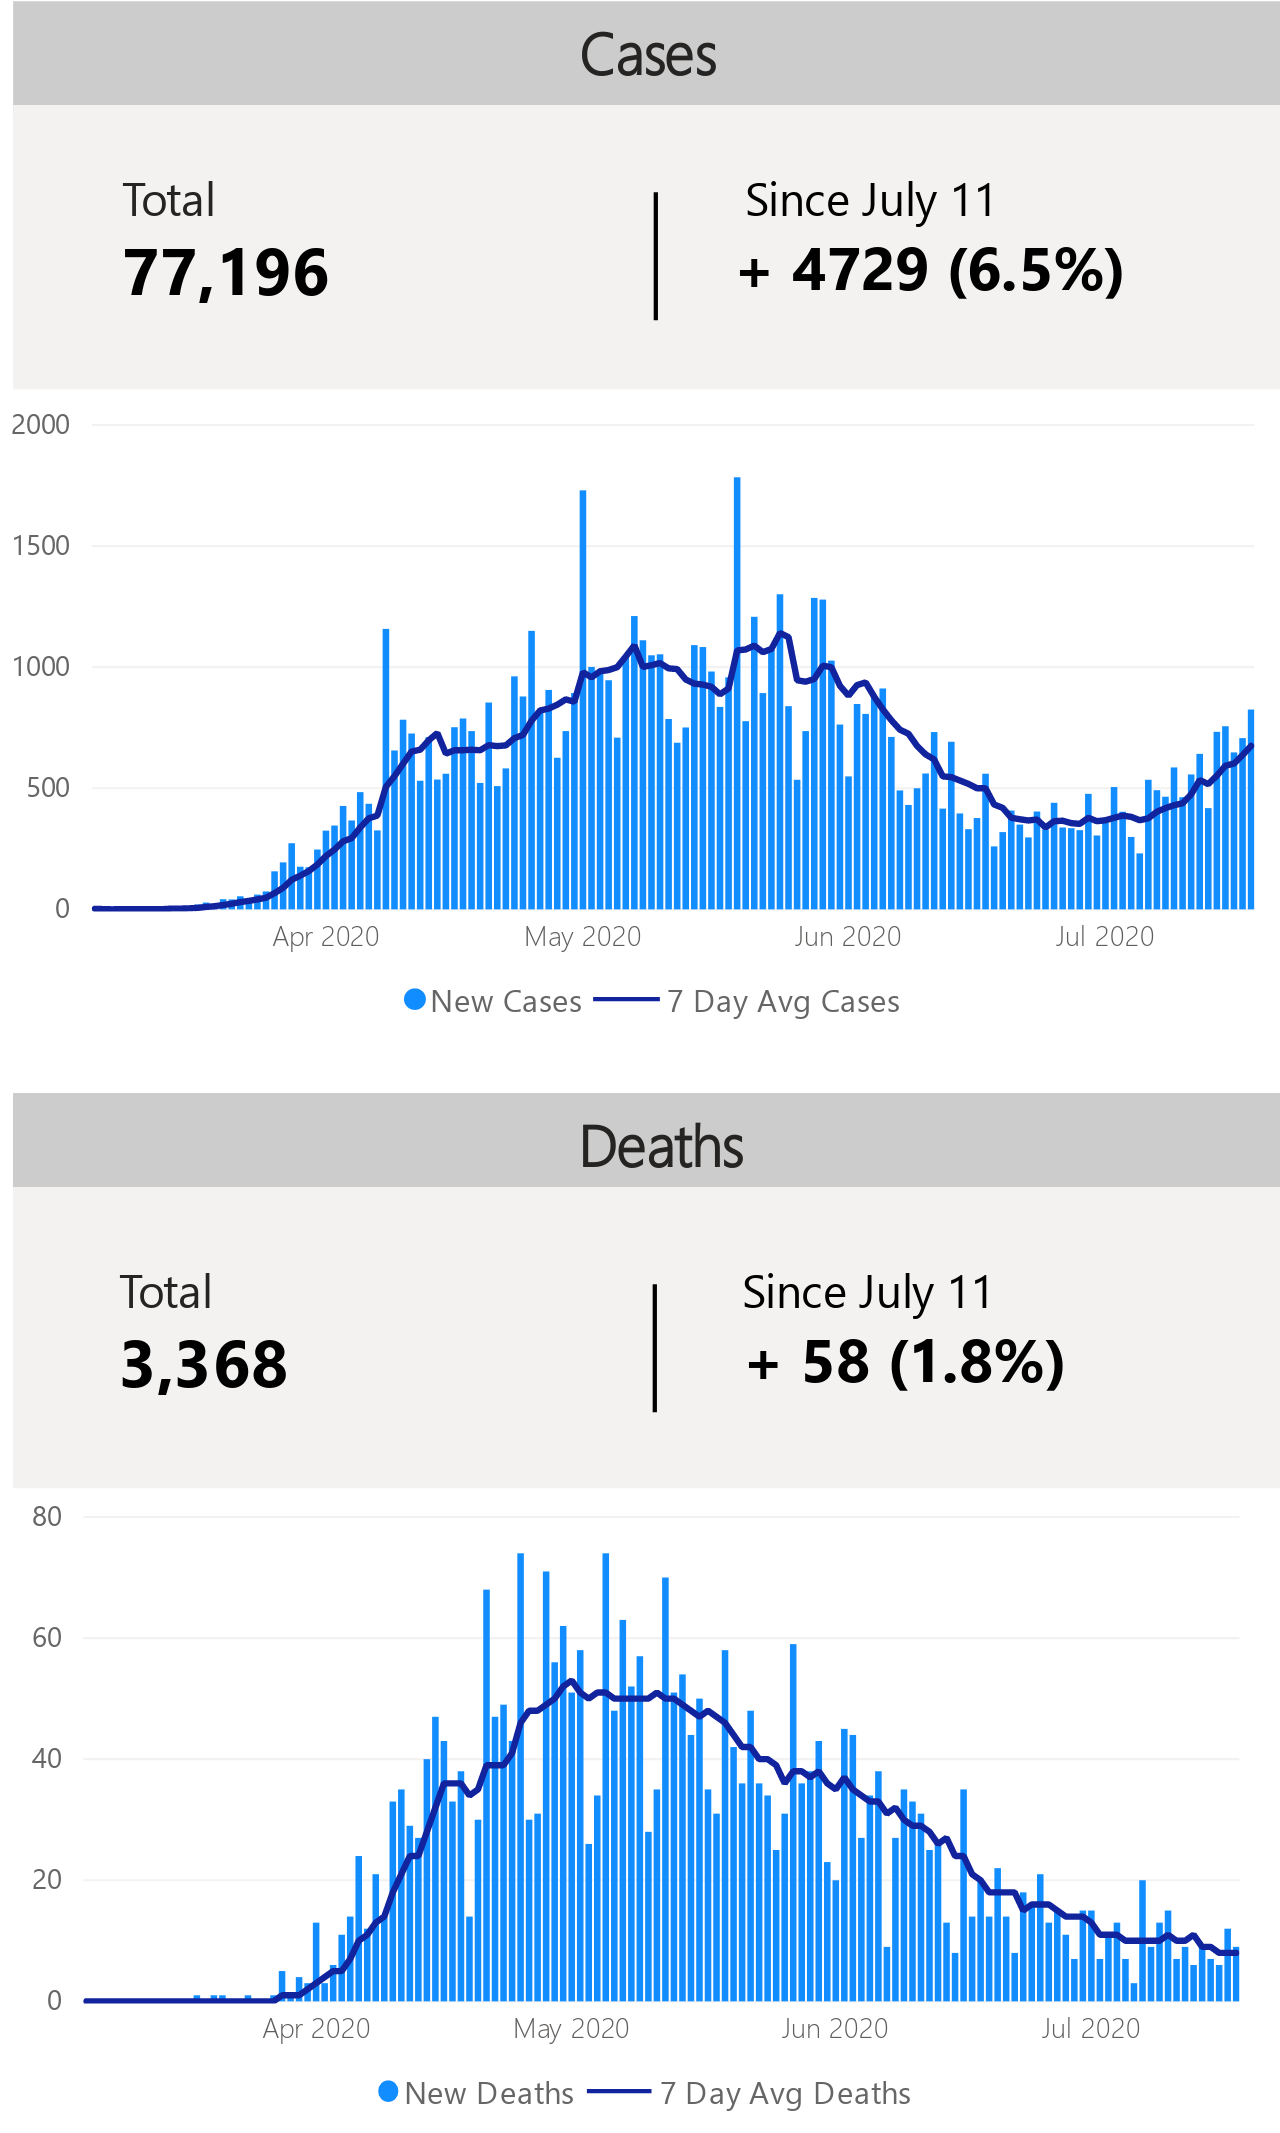 Cases
Total
Since July 11
77,196
+ 4729 (6.5%)
2000
1500
1000
500
0
Apr 2020
May 2020
Jun 2020
Jul 2020
New Cases
7 Day Avg Cases
Deaths
Total
Since July 11
3,368
+ 58 (1.8%)
80
60
40
20
0
Apr 2020
May 2020
Jun 2020
Jul 2020
New Deaths
7 Day Avg Deaths